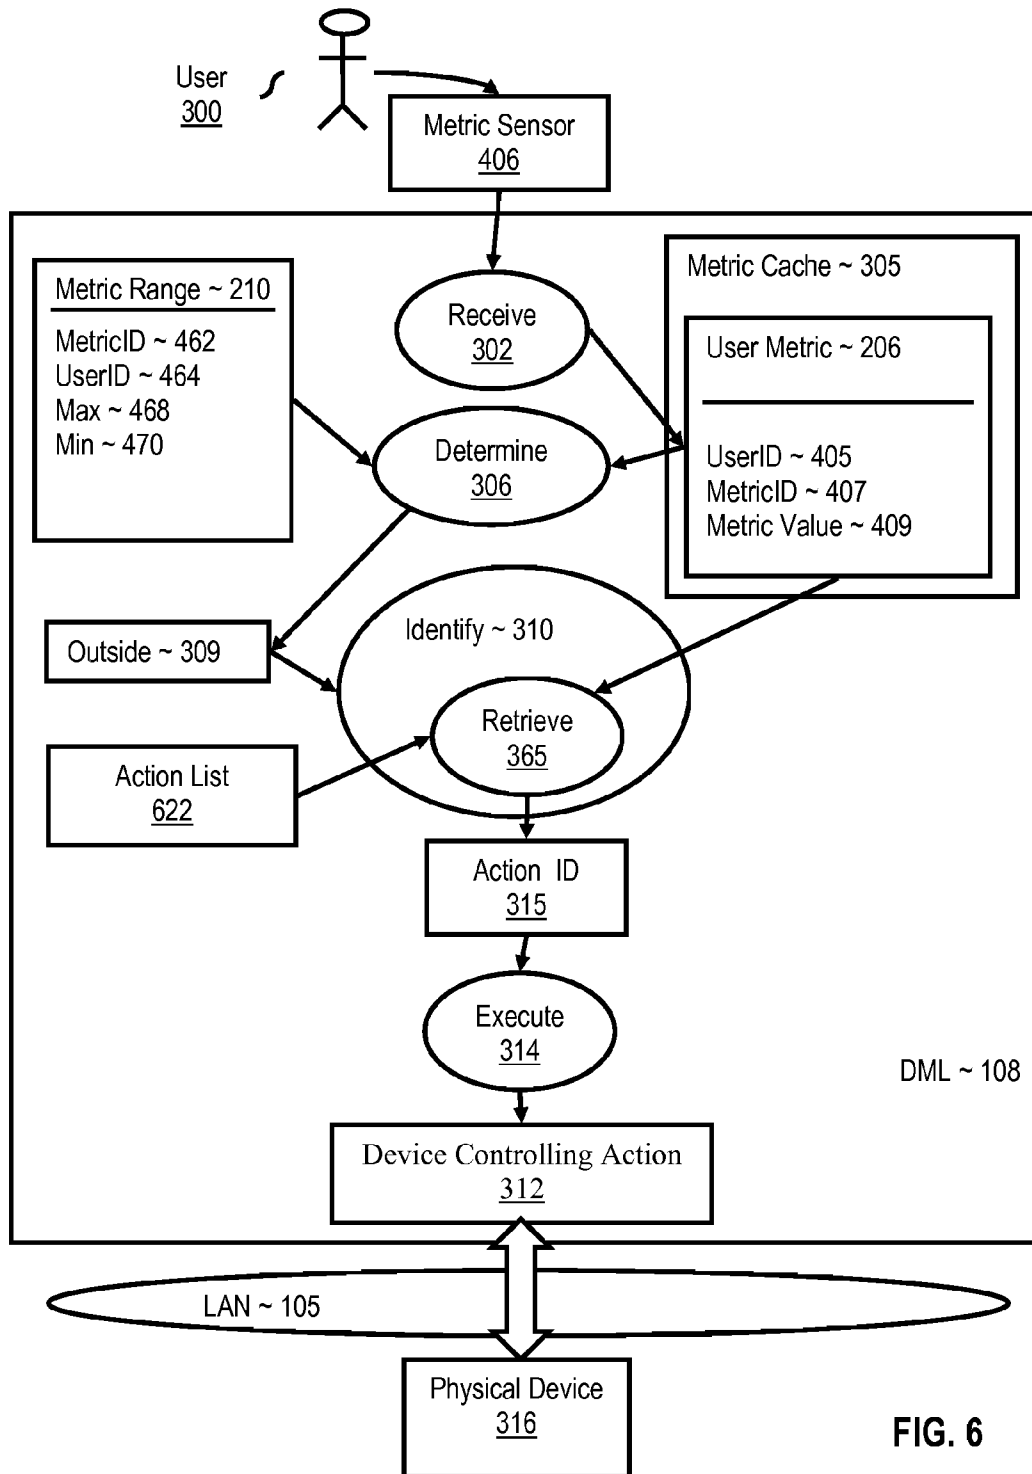 User
300
Metric Sensor
406
Metric Range ~ 210
MetricID ~ 462
UserID ~ 464
Max ~ 468
Min ~ 470
Receive
302
Metric Cache ~ 305
User Metric ~ 206
UserID ~ 405
MetricID ~ 407
Metric Value ~ 409
Determine
306
Outside ~ 309
Identify ~ 310
Retrieve
365
Action List
622
Action ID
315
Execute
314
DML ~ 108
Device Controlling Action
312
LAN ~ 105
Physical Device
316
FIG. 6